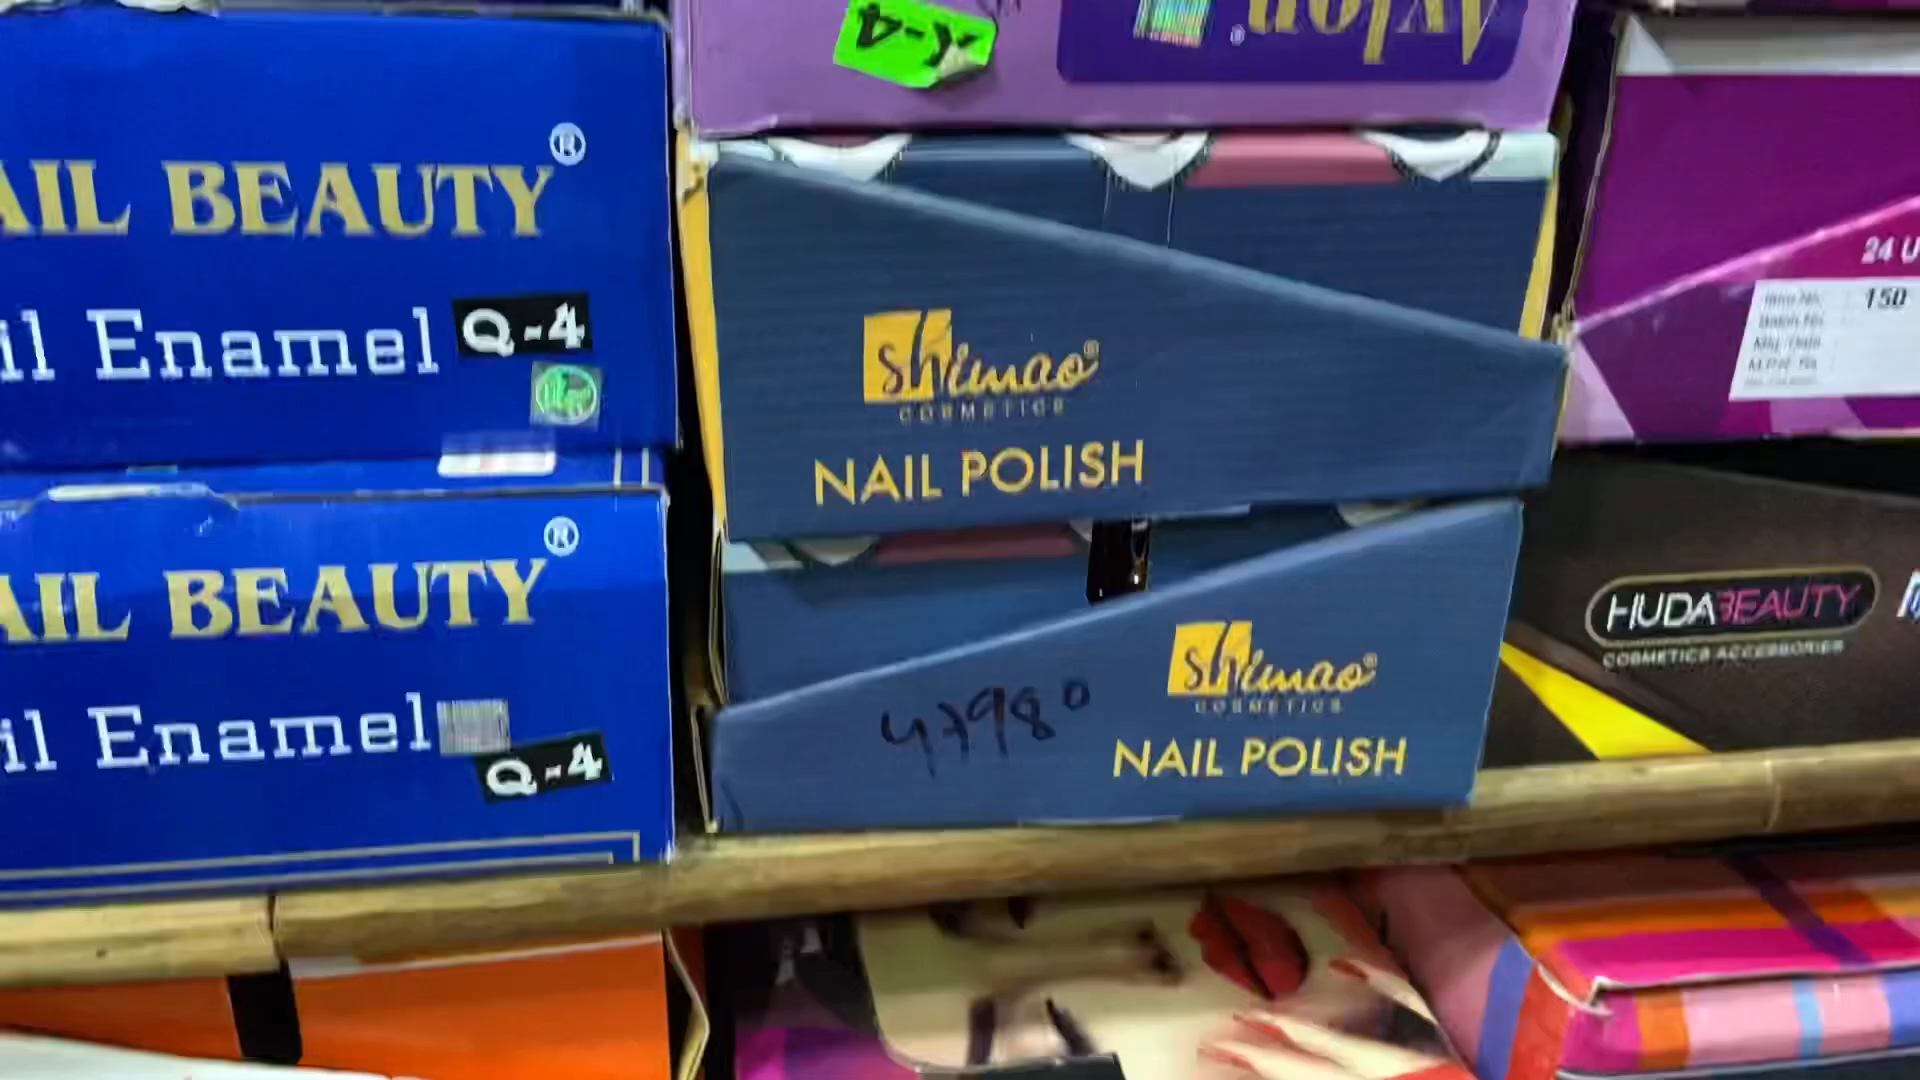 AIL BEAUTY®
il Enamel
Q-4
AIL BEAUTY®
il Enamel
Q-4
Shimao®
COSMETICS
NAIL POLISH
Shimao®
COSMETICS
NAIL POLISH
24 U
150
HUDABEAUTY
COSMETICS ACCESSORIES